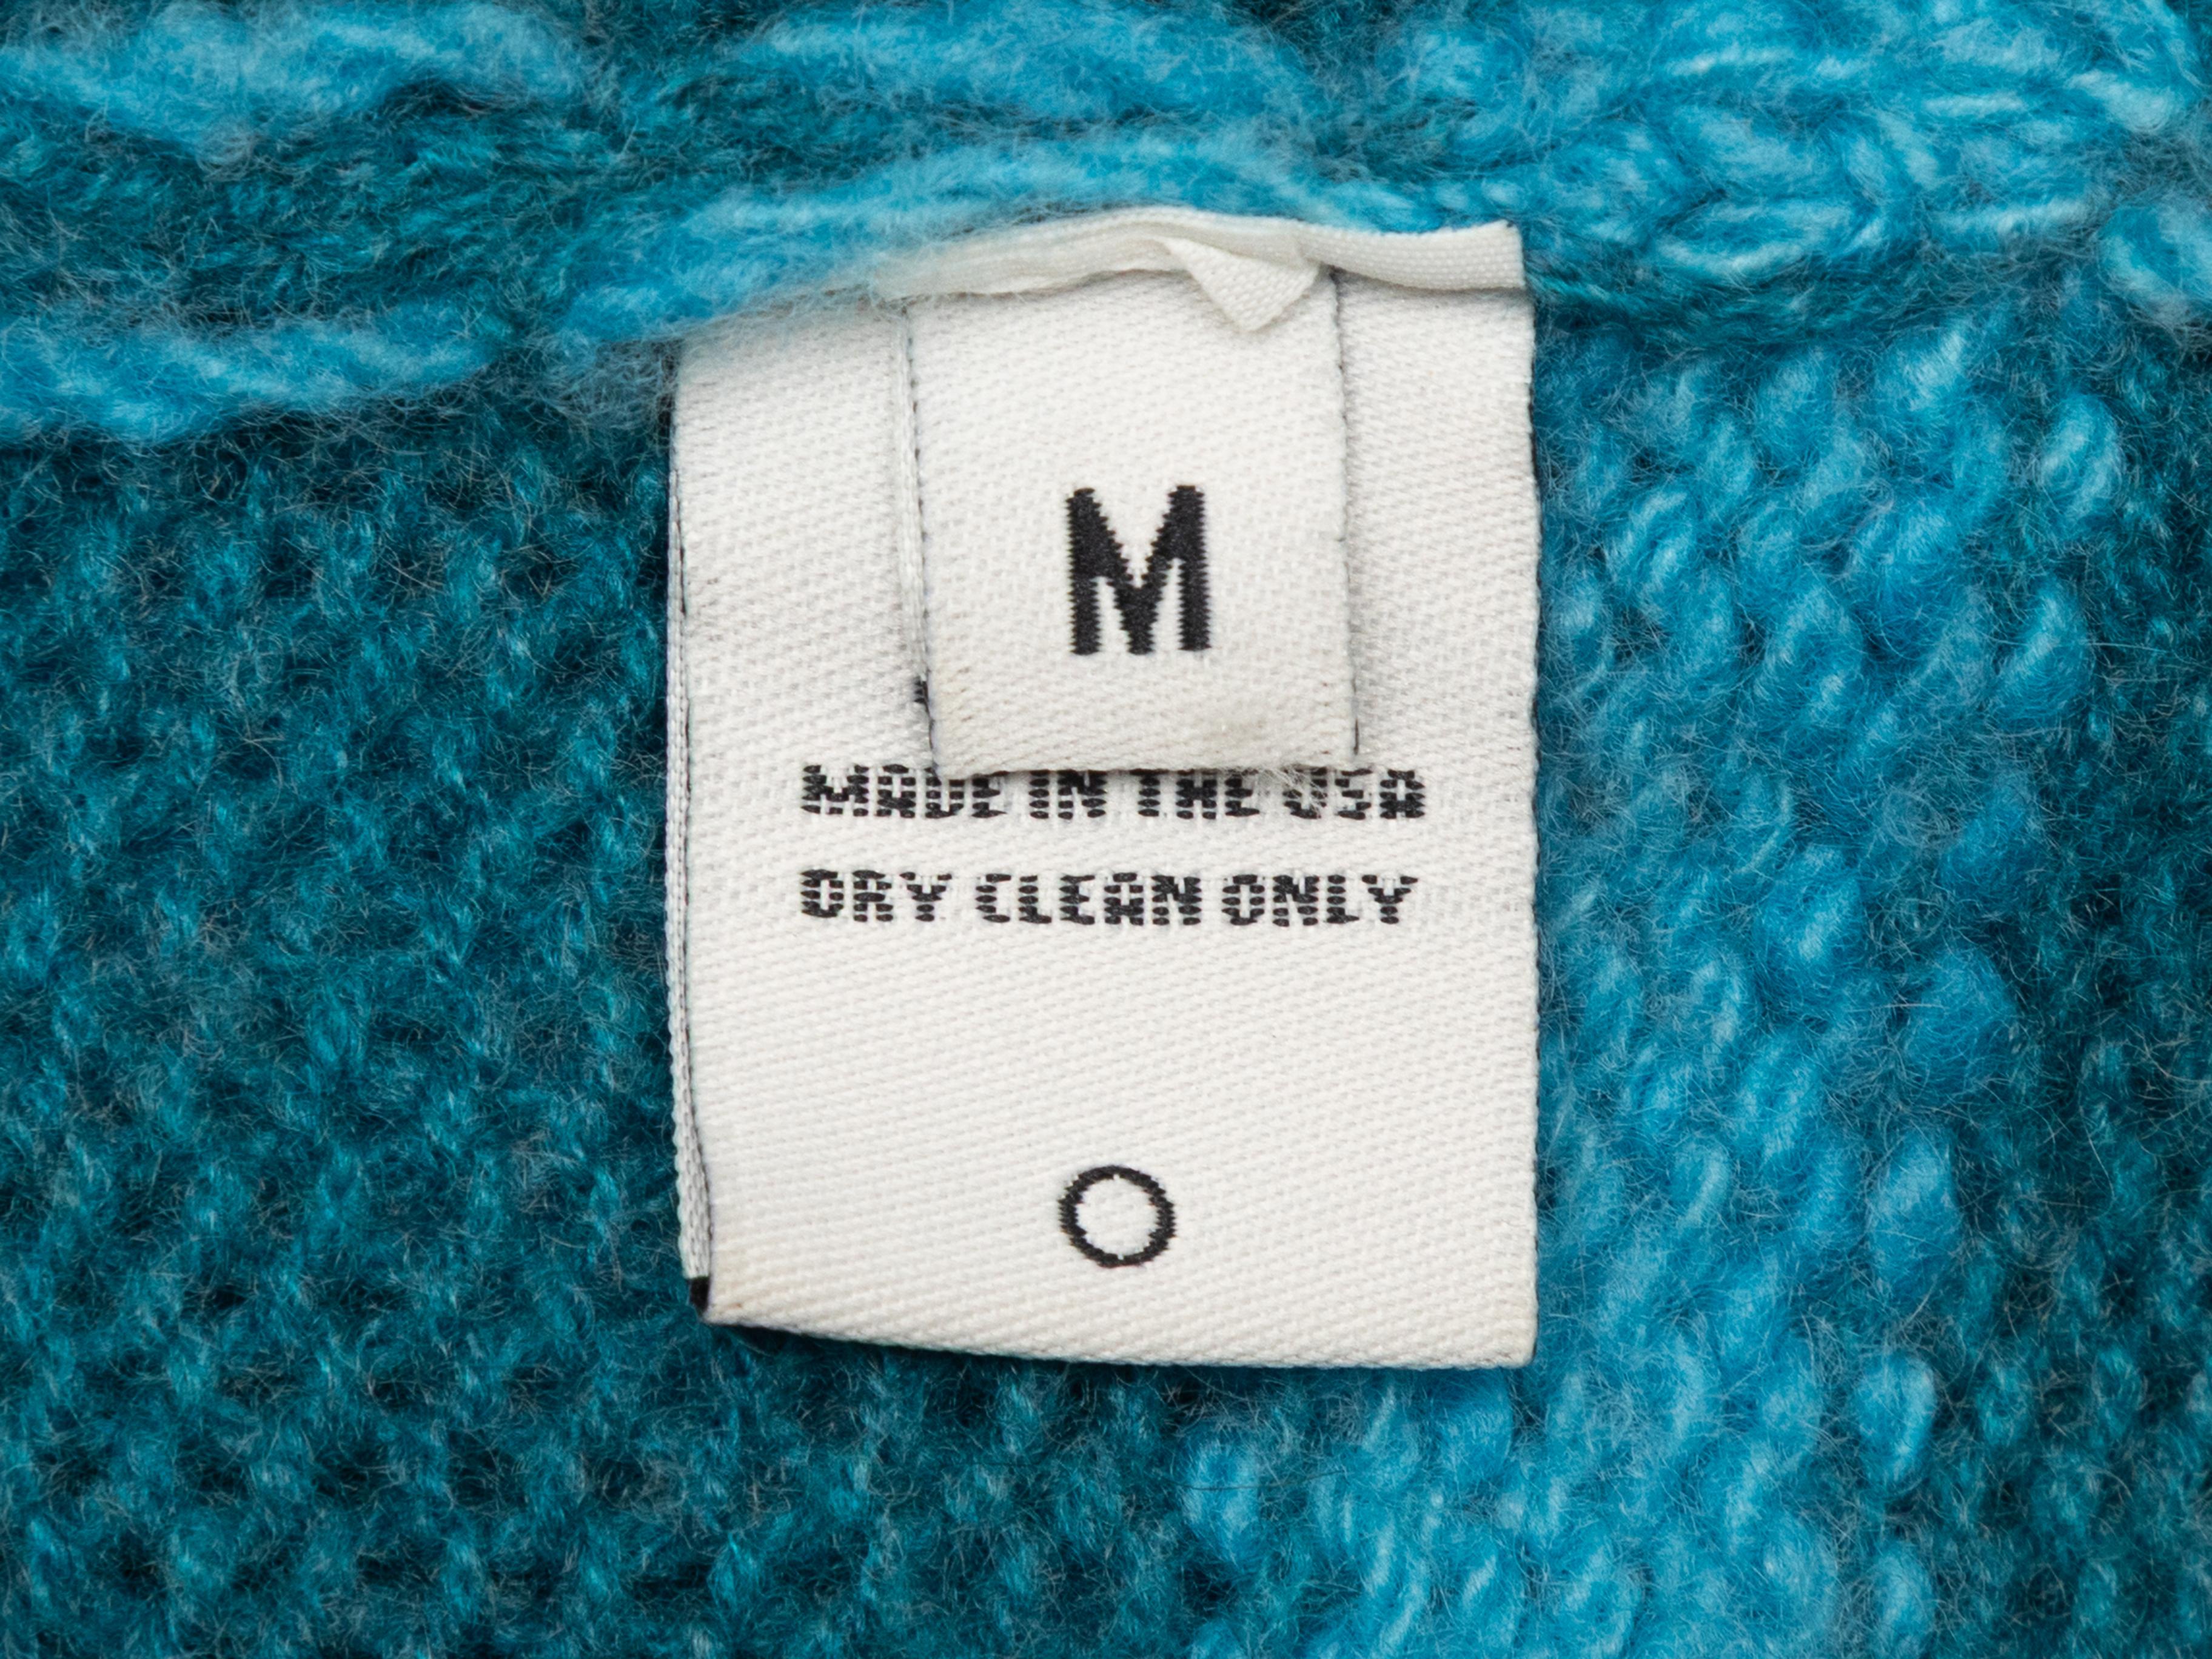 M
MADE IN THE USA
DRY CLEAN ONLY